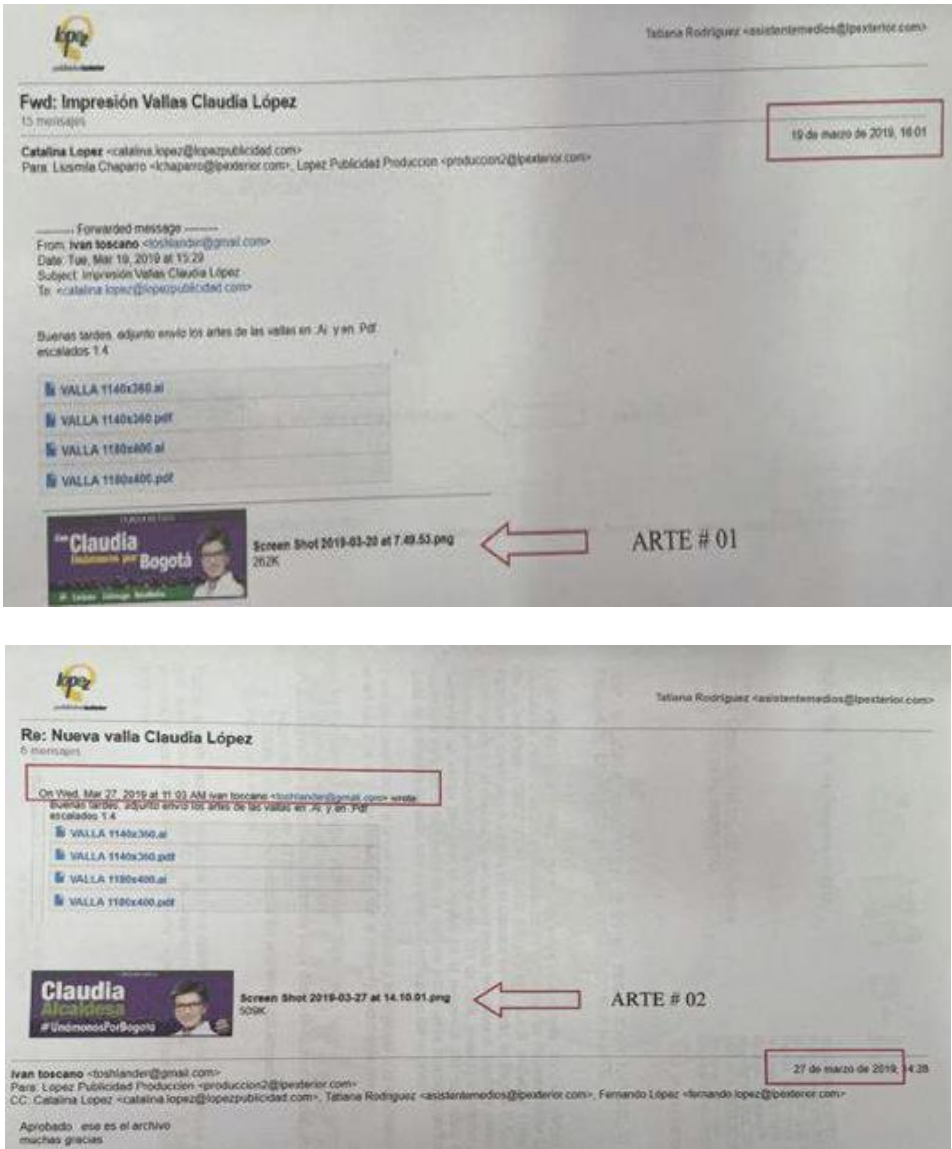 lópez
Tatiana Rodriguez <asistentemedios@lpexterior.com>
Fwd: Impresión Vallas Claudia López
15 mensajes
19 de marzo de 2019, 16:01
Catalina Lopez <catalina.lopez@lopezpublicidad.com>
Para: Liusmila Chaparro <lchaparro@lpexterior.com>, Lopez Publicidad Produccion <produccion2@lpexterior.com>
---------- Forwarded message ----------
From: Ivan toscano <toshlander@gmail.com>
Date: Tue, Mar 19, 2019 at 15:29
Subject: Impresión Vallas Claudia López
To: <catalina.lopez@lopezpublicidad.com>
Buenas tardes, adjunto envío los artes de las vallas en .Ai y en .Pdf
escalados 1:4
VALLA 1140x360.ai
VALLA 1140x360.pdf
VALLA 1180x400.ai
VALLA 1180x400.pdf
Claudia
Unámonos por Bogotá
Screen Shot 2019-03-20 at 7.49.53.png
262K
ARTE # 01
lópez
Tatiana Rodriguez <asistentemedios@lpexterior.com>
Re: Nueva valla Claudia López
6 mensajes
On Wed, Mar 27, 2019 at 11:03 AM ivan toscano <toshlander@gmail.com> wrote:
Buenas tardes, adjunto envío los artes de las vallas en .Ai y en .Pdf
escalados 1:4
VALLA 1140x360.ai
VALLA 1140x360.pdf
VALLA 1180x400.ai
VALLA 1180x400.pdf
Claudia
Alcaldesa
#UnámonosPorBogotá
Screen Shot 2019-03-27 at 14.10.01.png
509K
ARTE # 02
ivan toscano <toshlander@gmail.com>
27 de marzo de 2019, 14:28
Para: Lopez Publicidad Produccion <produccion2@lpexterior.com>
CC: Catalina Lopez <catalina.lopez@lopezpublicidad.com>, Tatiana Rodriguez <asistentemedios@lpexterior.com>, Fernando López <fernando.lopez@lpexterior.com>
Aprobado ese es el archivo
muchas gracias